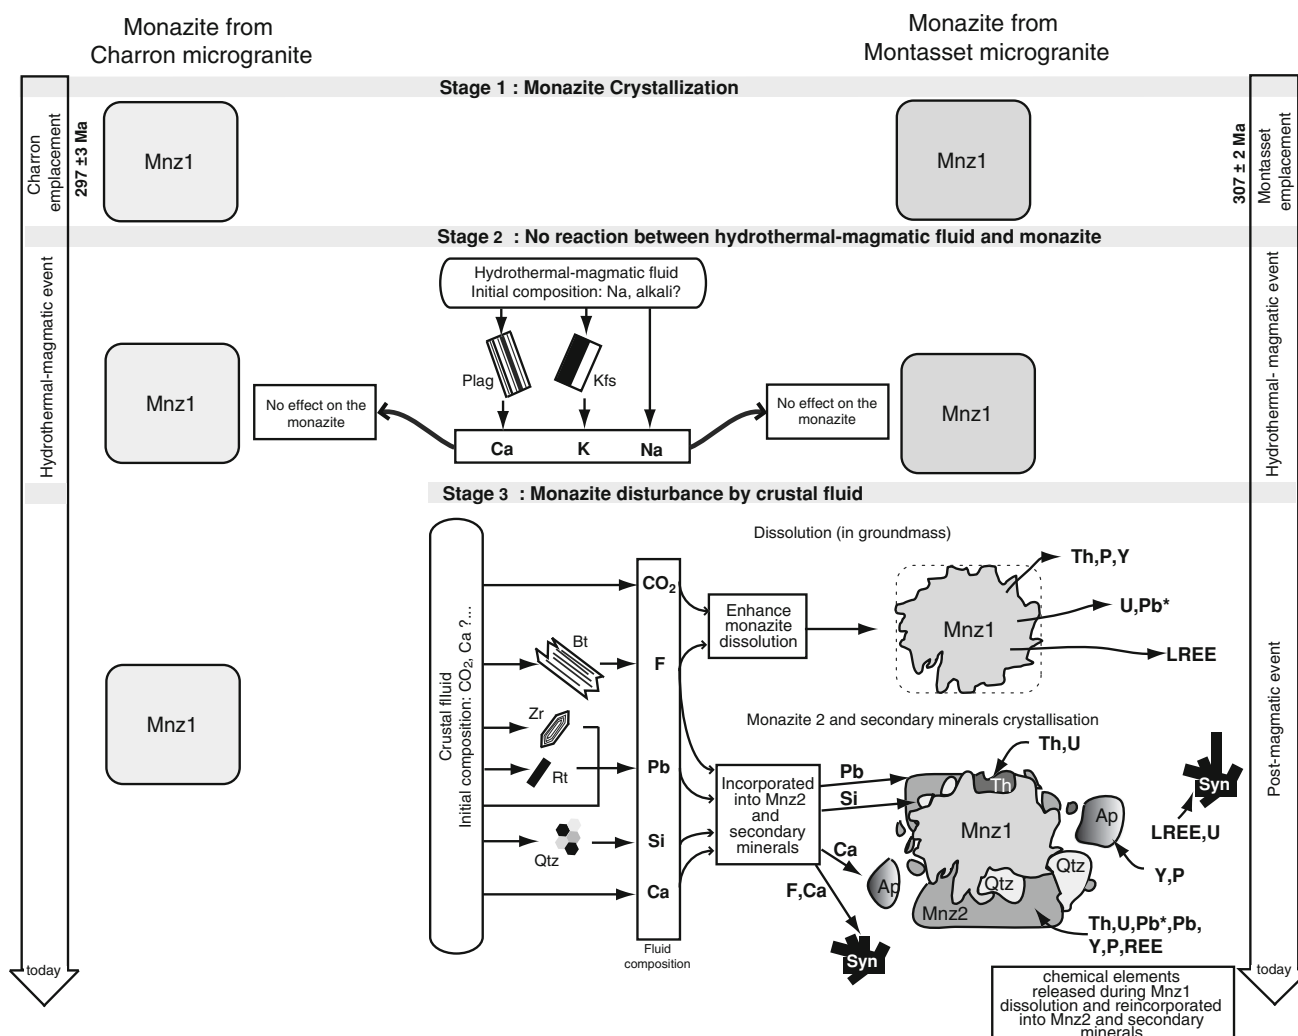 Monazite from
Charron microgranite
Monazite from
Montasset microgranite
Stage 1 : Monazite Crystallization
Charron
emplacement
297 ±3 Ma
Mnz1
Mnz1
307 ± 2 Ma
Montasset
emplacement
Stage 2 : No reaction between hydrothermal-magmatic fluid and monazite
Hydrothermal-magmatic event
Hydrothermal-magmatic fluid
Initial composition: Na, alkali?
Plag
Kfs
Mnz1
No effect on the
monazite
Ca K Na
No effect on the
monazite
Mnz1
Hydrothermal- magmatic event
Stage 3 : Monazite disturbance by crustal fluid
Crustal flluid
Initial composition: CO2, Ca ?....
Bt
Zr
Rt
Qtz
CO2
F
Pb
Si
Ca
Fluid
composition
Dissolution (in groundmass)
Enhance
monazite
dissolution
Mnz1
Th,P,Y
U,Pb*
LREE
Mnz1
Monazite 2 and secondary minerals crystallisation
Incorporated
into Mnz2
and
secondary
minerals
Pb
Si
Ca
F,Ca
Th,U
Th
Mnz1
Ap
Syn
LREE,U
Y,P
Qtz
Qtz
Ap
Mnz2
Th,U,Pb*,Pb,
Y,P,REE
Syn
Post-magmatic event
today
today
chemical elements
released during Mnz1
dissolution and reincorporated
into Mnz2 and secondary
minerals